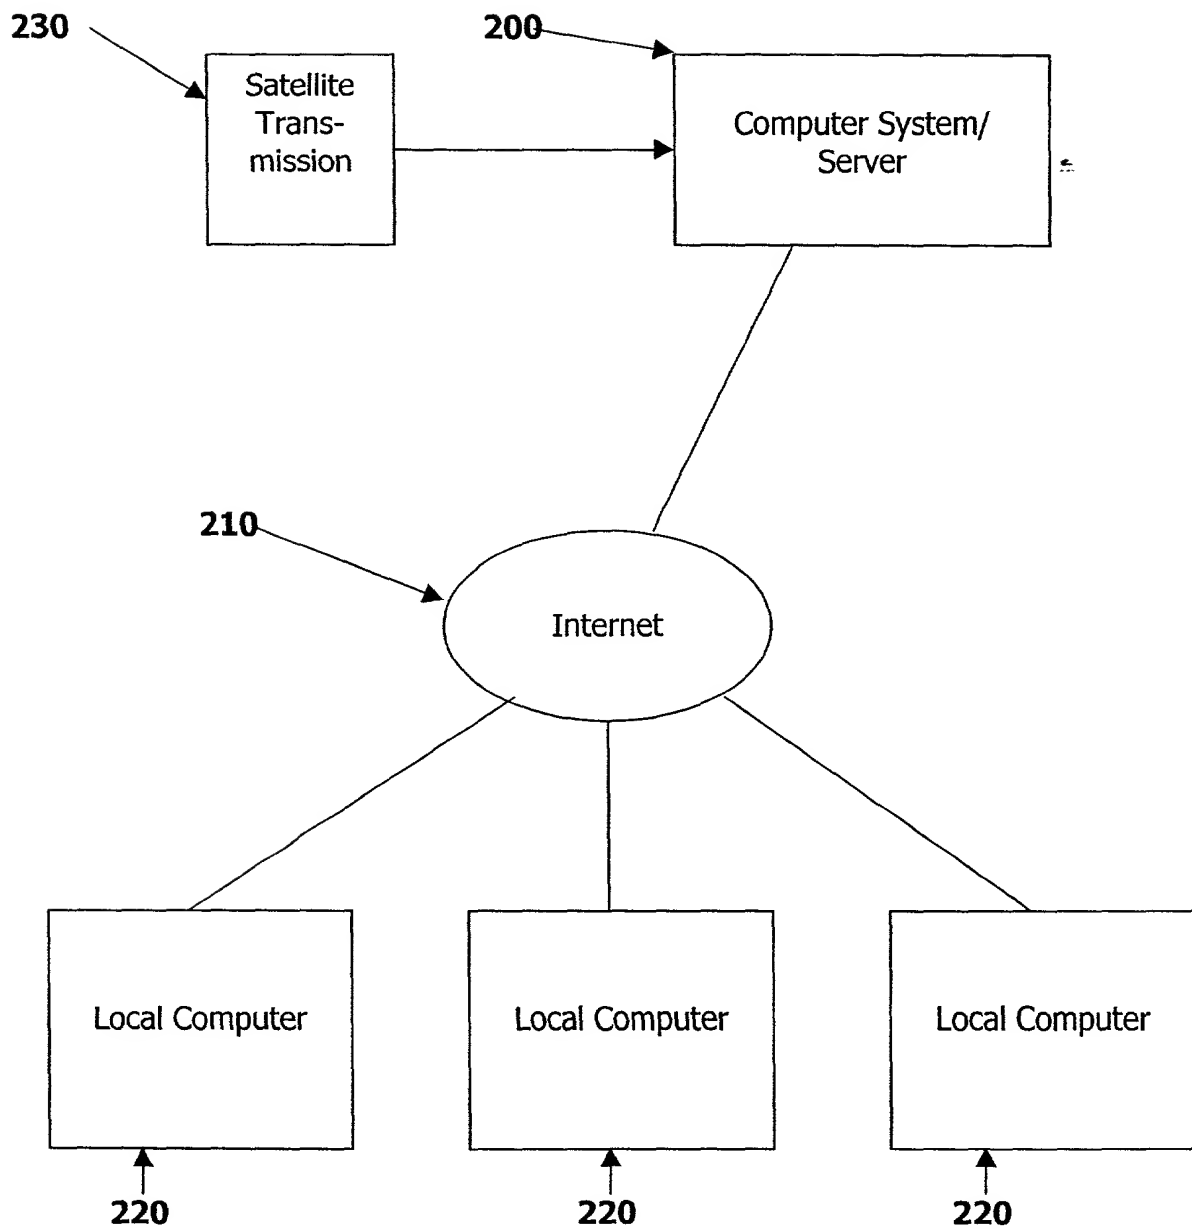 230
200
Satellite
Trans-
mission
Computer System/
Server
210
Internet
Local Computer
Local Computer
Local Computer
220
220
220